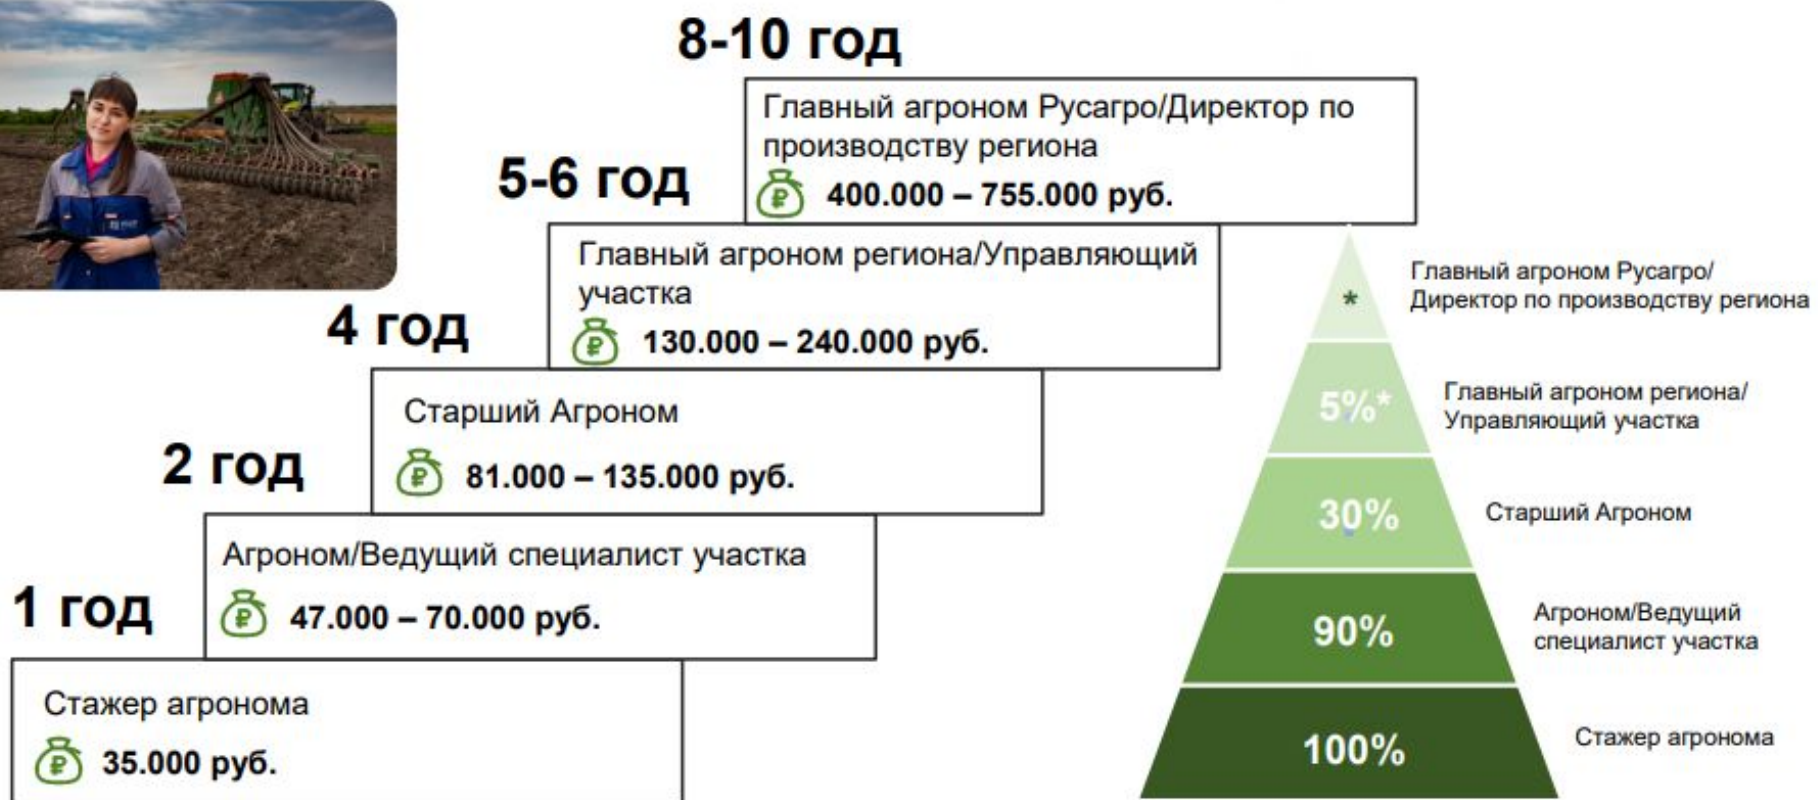 8-10 год
Главный агроном Русагро/Директор по
производству региона
400.000 – 755.000 руб.
5-6 год
Главный агроном региона/Управляющий
участка
130.000 – 240.000 руб.
4 год
Старший Агроном
81.000 – 135.000 руб.
2 год
Агроном/Ведущий специалист участка
47.000 – 70.000 руб.
1 год
Стажер агронома
35.000 руб.
*
Главный агроном Русагро/
Директор по производству региона
5%*
Главный агроном региона/
Управляющий участка
30%
Старший Агроном
90%
Агроном/Ведущий
специалист участка
100%
Стажер агронома